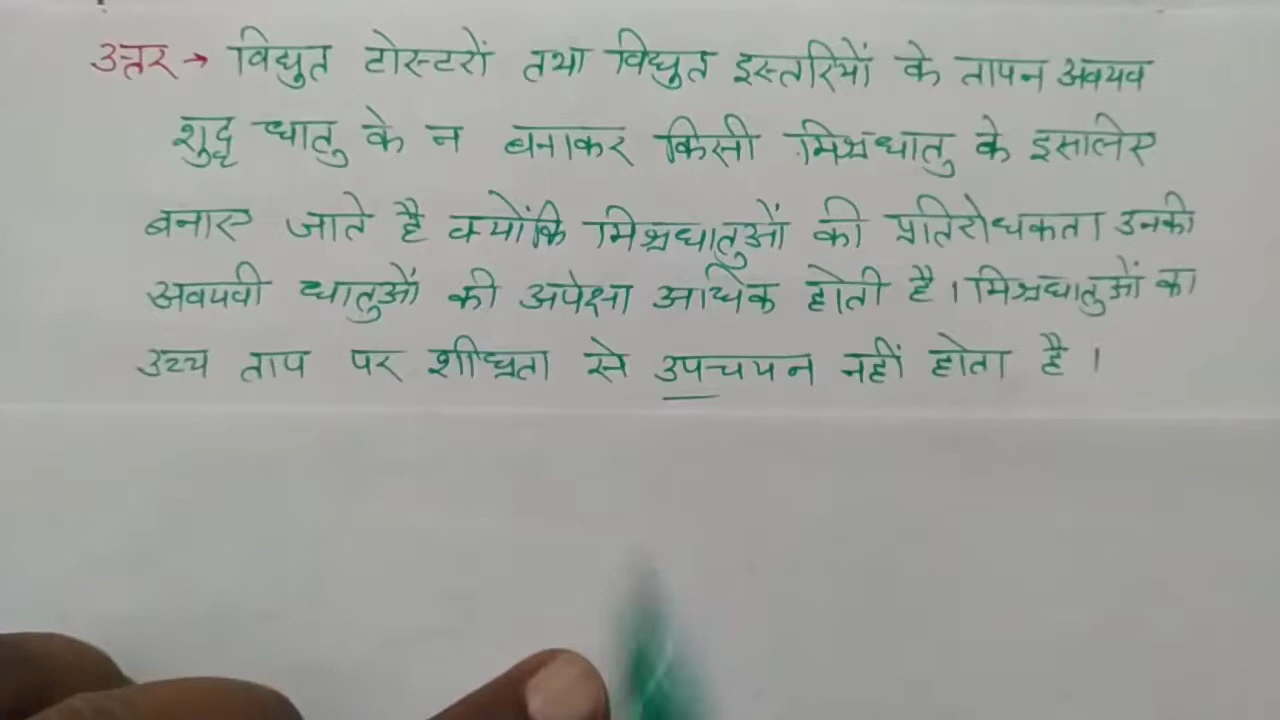 उत्तर → विद्युत टोस्टरों तथा विद्युत इस्तरियों के तापन अवयव
शुद्ध धातु के न बनाकर किसी मिश्रधातु के इसलिए
बनाए जाते है क्योंकि मिश्रधातुओं की प्रतिरोधकता उनकी
अवयवी धातुओं की अपेक्षा अधिक होती है। मिश्रधातुओं का
उच्च ताप पर शीघ्रता से उपचयन नहीं होता है।